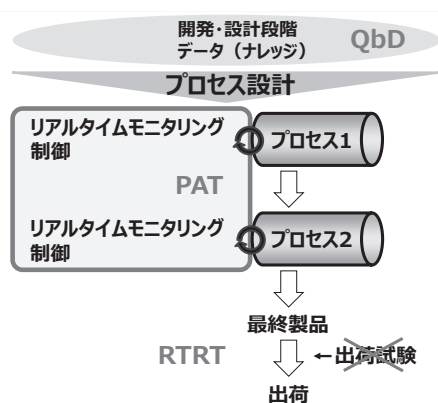 開発・設計段階
データ（ナレッジ）
QbD
プロセス設計
リアルタイムモニタリング
制御
プロセス1
PAT
リアルタイムモニタリング
制御
プロセス2
最終製品
RTRT
←出荷試験
出荷